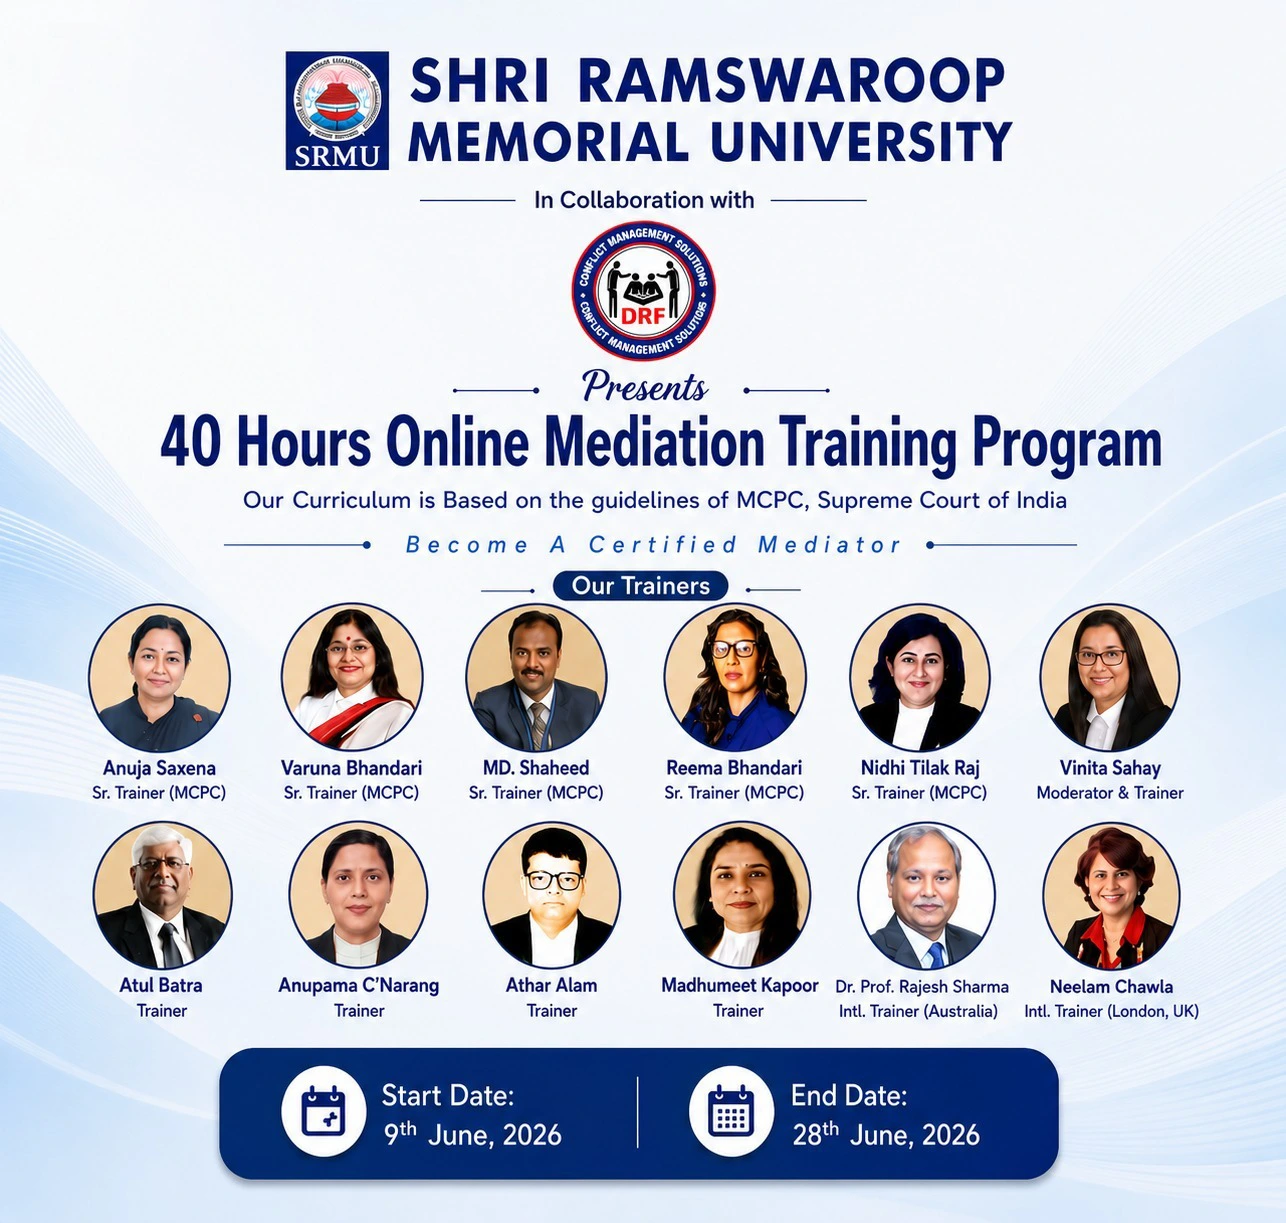 SRMU
SHRI RAMSWAROOP
MEMORIAL UNIVERSITY
In Collaboration with
CONFLICT MANAGEMENT SOLUTIONS
DRF
CONFLICT MANAGEMENT SOLUTIONS
Presents
40 Hours Online Mediation Training Program
Our Curriculum is Based on the guidelines of MCPC, Supreme Court of India
Become A Certified Mediator
Our Trainers
Anuja Saxena
Sr. Trainer (MCPC)
Varuna Bhandari
Sr. Trainer (MCPC)
MD. Shaheed
Sr. Trainer (MCPC)
Reema Bhandari
Sr. Trainer (MCPC)
Nidhi Tilak Raj
Sr. Trainer (MCPC)
Vinita Sahay
Moderator & Trainer
Atul Batra
Trainer
Anupama C'Narang
Trainer
Athar Alam
Trainer
Madhumeet Kapoor
Trainer
Dr. Prof. Rajesh Sharma
Intl. Trainer (Australia)
Neelam Chawla
Intl. Trainer (London, UK)
Start Date:
9th June, 2026
End Date:
28th June, 2026